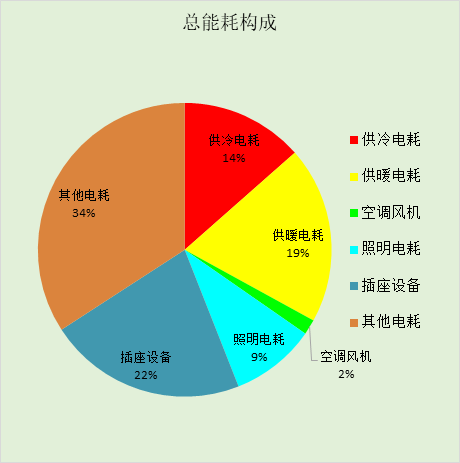 总能耗构成
供冷电耗
14%
供暖电耗
19%
空调风机
2%
照明电耗
9%
插座设备
22%
其他电耗
34%
供冷电耗
供暖电耗
空调风机
照明电耗
插座设备
其他电耗